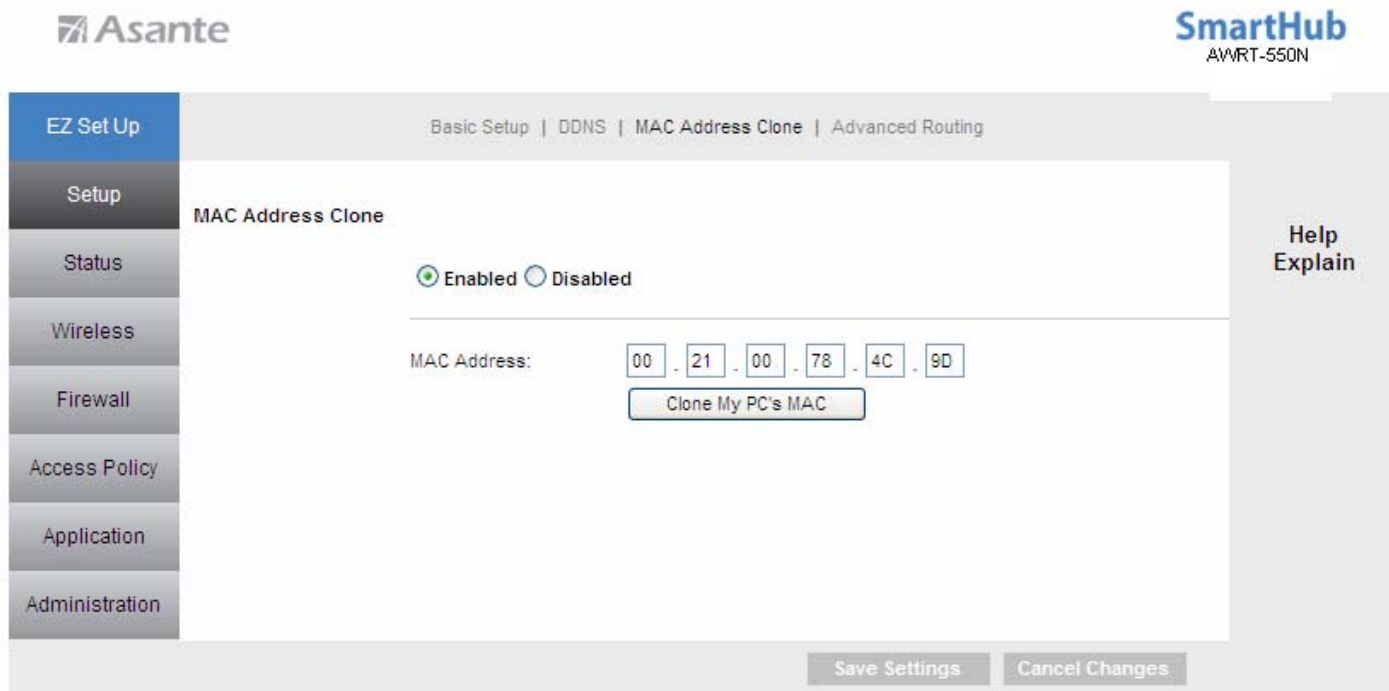 Asante
SmartHub
AWRT-550N
EZ Set Up
Basic Setup | DDNS | MAC Address Clone | Advanced Routing
Setup
MAC Address Clone
Help
Explain
Status
Enabled Disabled
Wireless
MAC Address: 00 . 21 . 00 . 78 . 4C . 9D
Clone My PC's MAC
Firewall
Access Policy
Application
Administration
Save Settings Cancel Changes